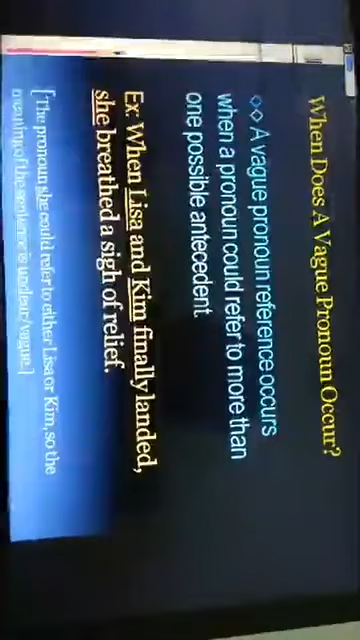 When Does A Vague Pronoun Occur?
A vague pronoun reference occurs
when a pronoun could refer to more than
one possible antecedent.
Ex: When Lisa and Kim finally landed,
she breathed a sigh of relief.
[The pronoun she could refer to either Lisa or Kim, so the
meaning of the sentence is unclear/vague.]